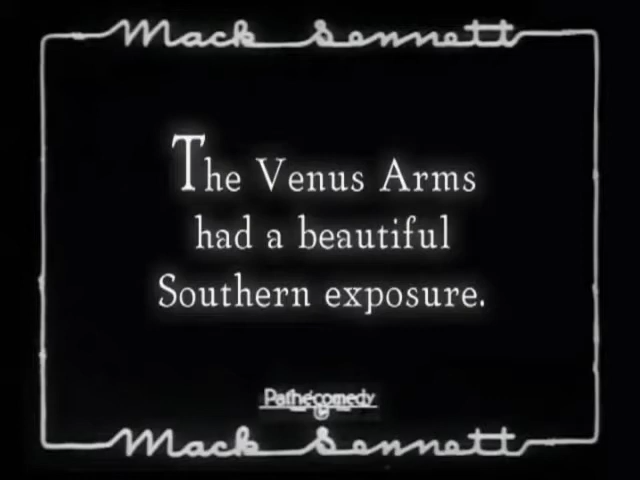 Mack Sennett
The Venus Arms
had a beautiful
Southern exposure.
Pathécomedy
Mack Sennett